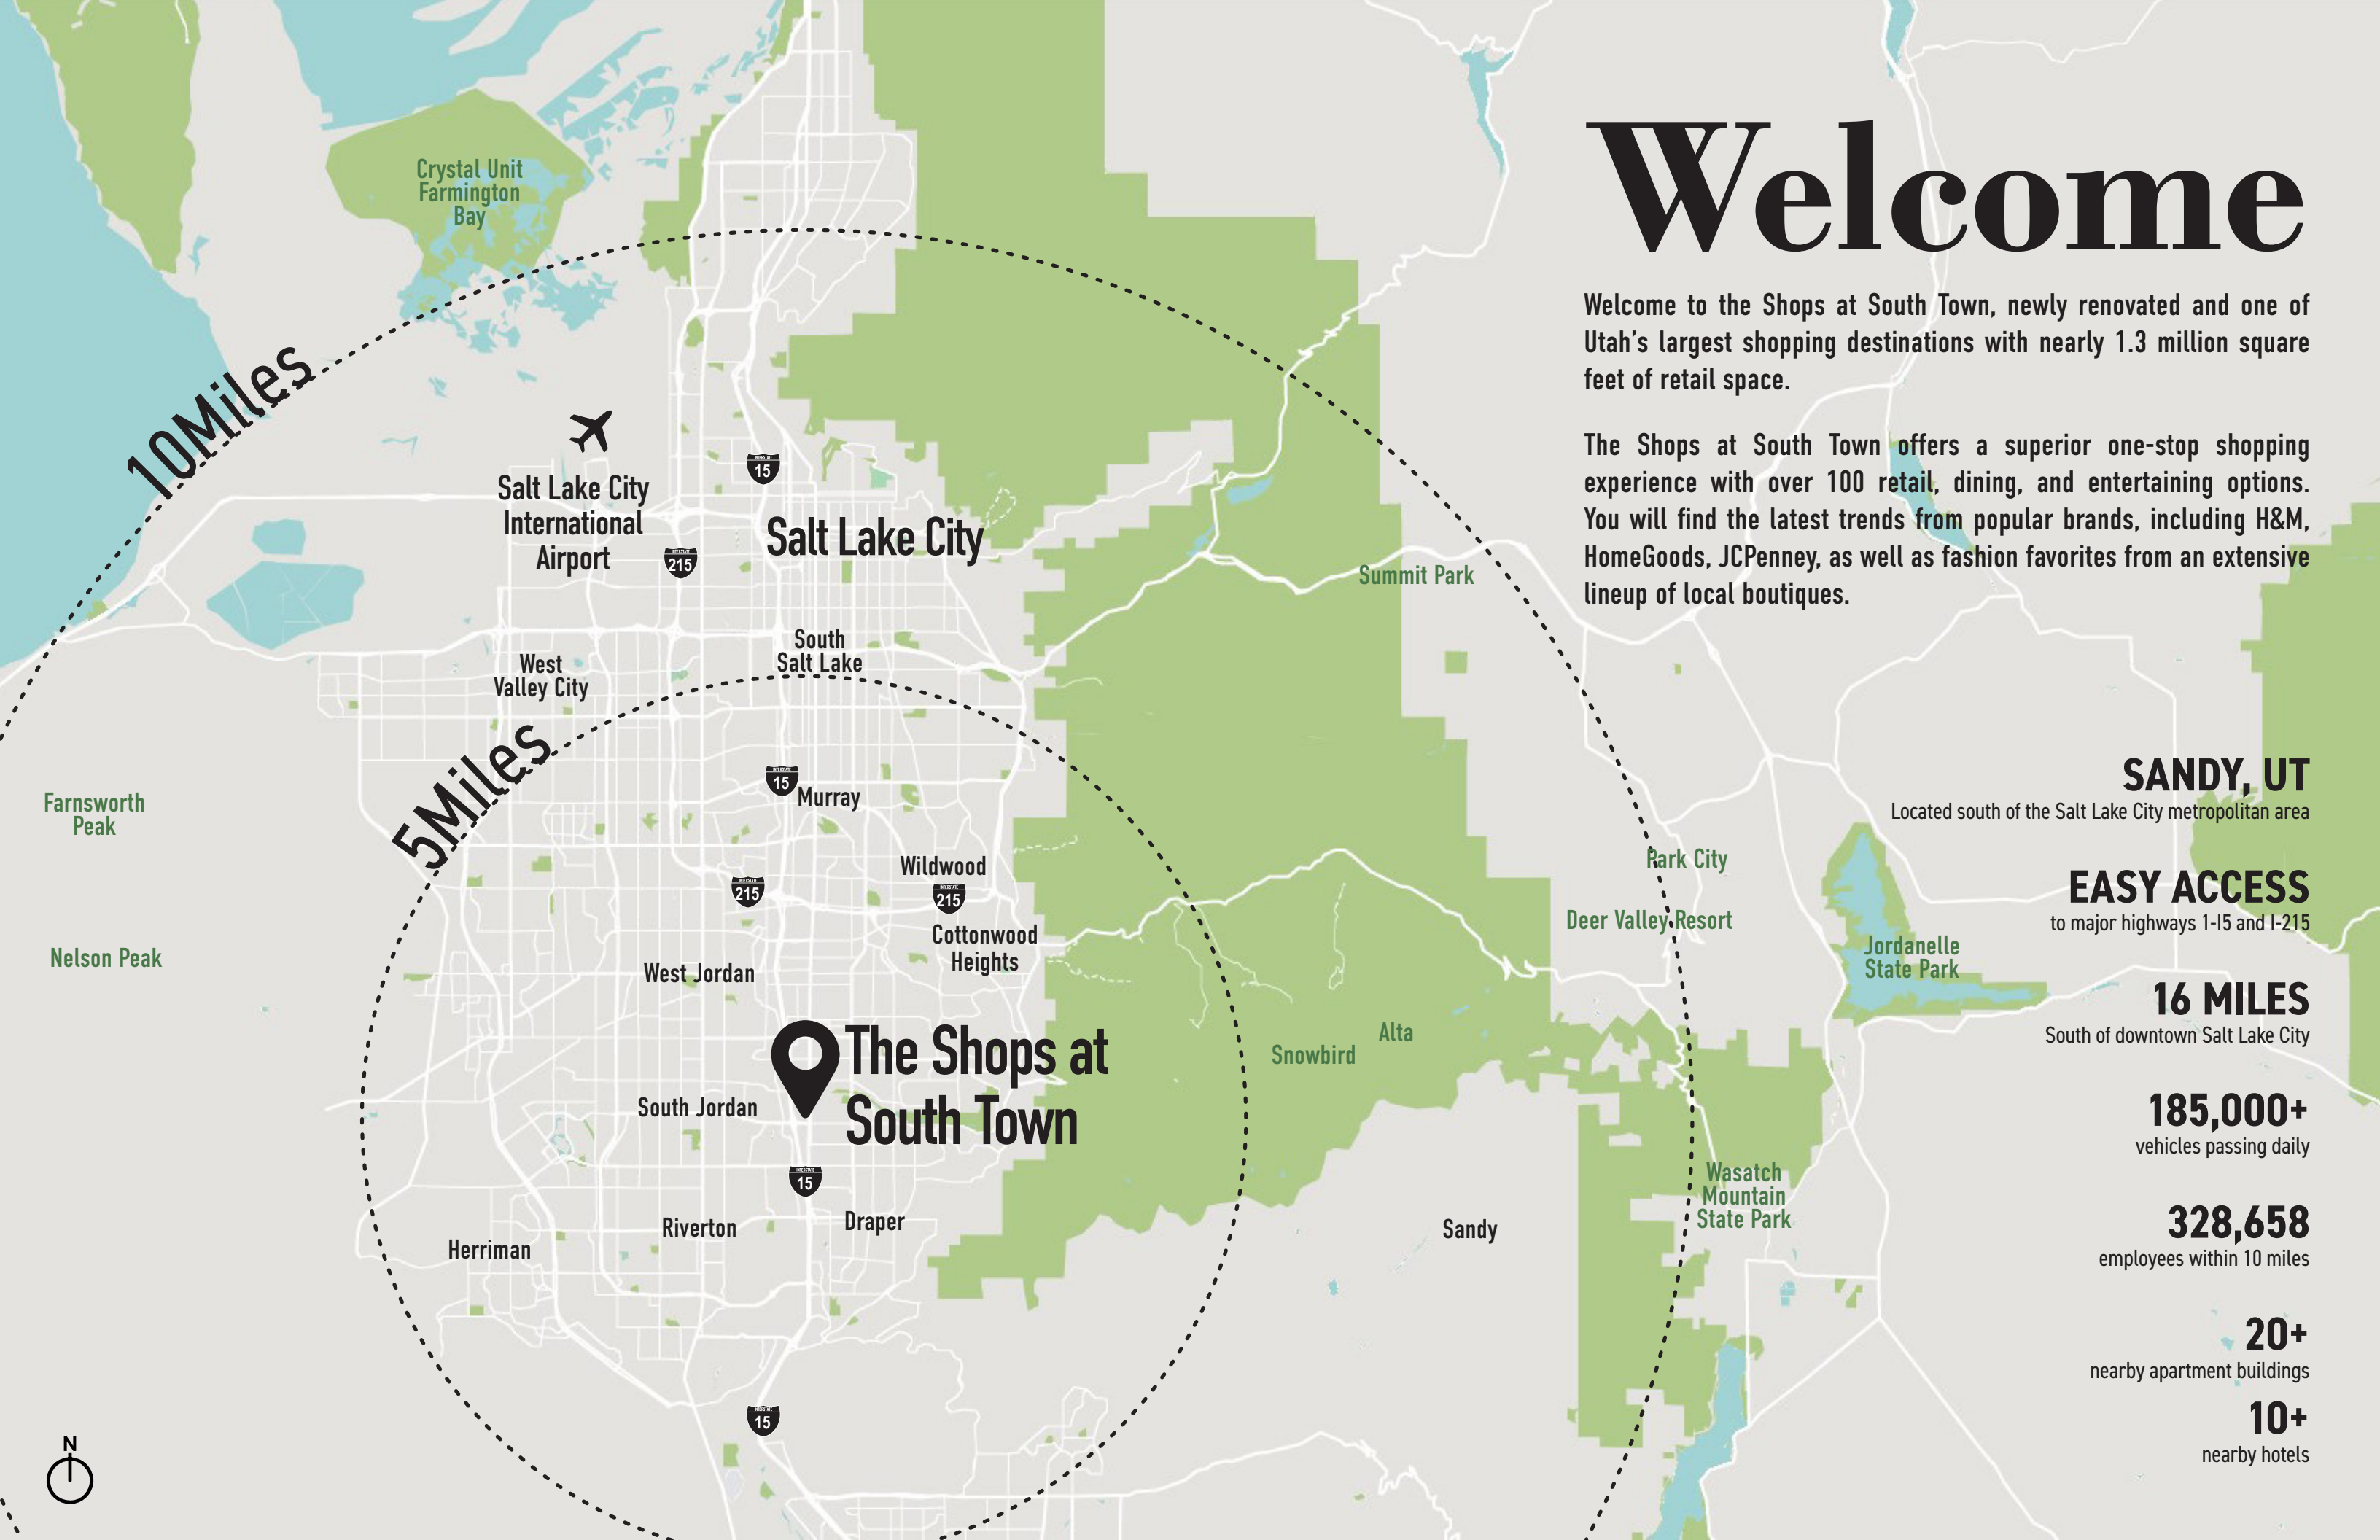 Welcome
Welcome to the Shops at South Town, newly renovated and one of
Utah's largest shopping destinations with nearly 1.3 million square
feet of retail space.
The Shops at South Town offers a superior one-stop shopping
experience with over 100 retail, dining, and entertaining options.
You will find the latest trends from popular brands, including H&M,
HomeGoods, JCPenney, as well as fashion favorites from an extensive
lineup of local boutiques.
SANDY, UT
Located south of the Salt Lake City metropolitan area
EASY ACCESS
to major highways 1-I5 and I-215
16 MILES
South of downtown Salt Lake City
185,000+
vehicles passing daily
328,658
employees within 10 miles
20+
nearby apartment buildings
10+
nearby hotels
Crystal Unit
Farmington
Bay
10Miles
15
Salt Lake City
International
Airport
Salt Lake City
215
Summit Park
South
Salt Lake
West
Valley City
5Miles
15
Murray
Farnsworth
Peak
Wildwood
215
215
Park City
Deer Valley Resort
Cottonwood
Heights
Jordanelle
State Park
Nelson Peak
West Jordan
The Shops at
South Town
Alta
Snowbird
South Jordan
15
Wasatch
Mountain
State Park
Riverton
Draper
Sandy
Herriman
15
N